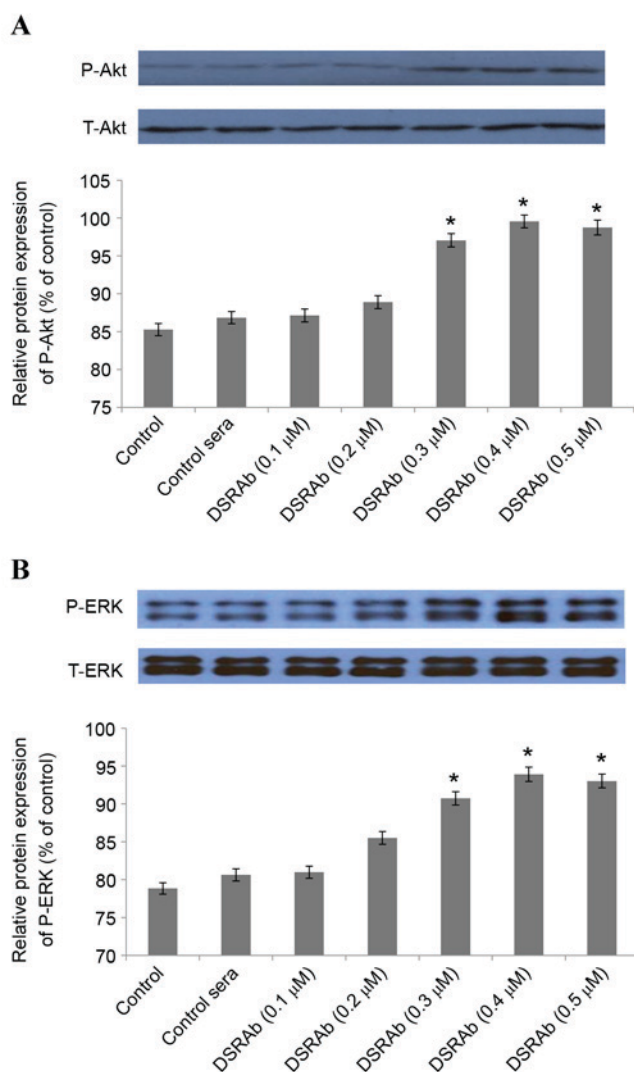 A
P-Akt
T-Akt
Relative protein expression
of P-Akt (% of control)
105
100
95
90
85
80
75
*
*
*
Control
Control sera
DSRAb (0.1 μM)
DSRAb (0.2 μM)
DSRAb (0.3 μM)
DSRAb (0.4 μM)
DSRAb (0.5 μM)
B
P-ERK
T-ERK
Relative protein expression
of P-ERK (% of control)
100
95
90
85
80
75
70
*
*
*
Control
Control sera
DSRAb (0.1 μM)
DSRAb (0.2 μM)
DSRAb (0.3 μM)
DSRAb (0.4 μM)
DSRAb (0.5 μM)